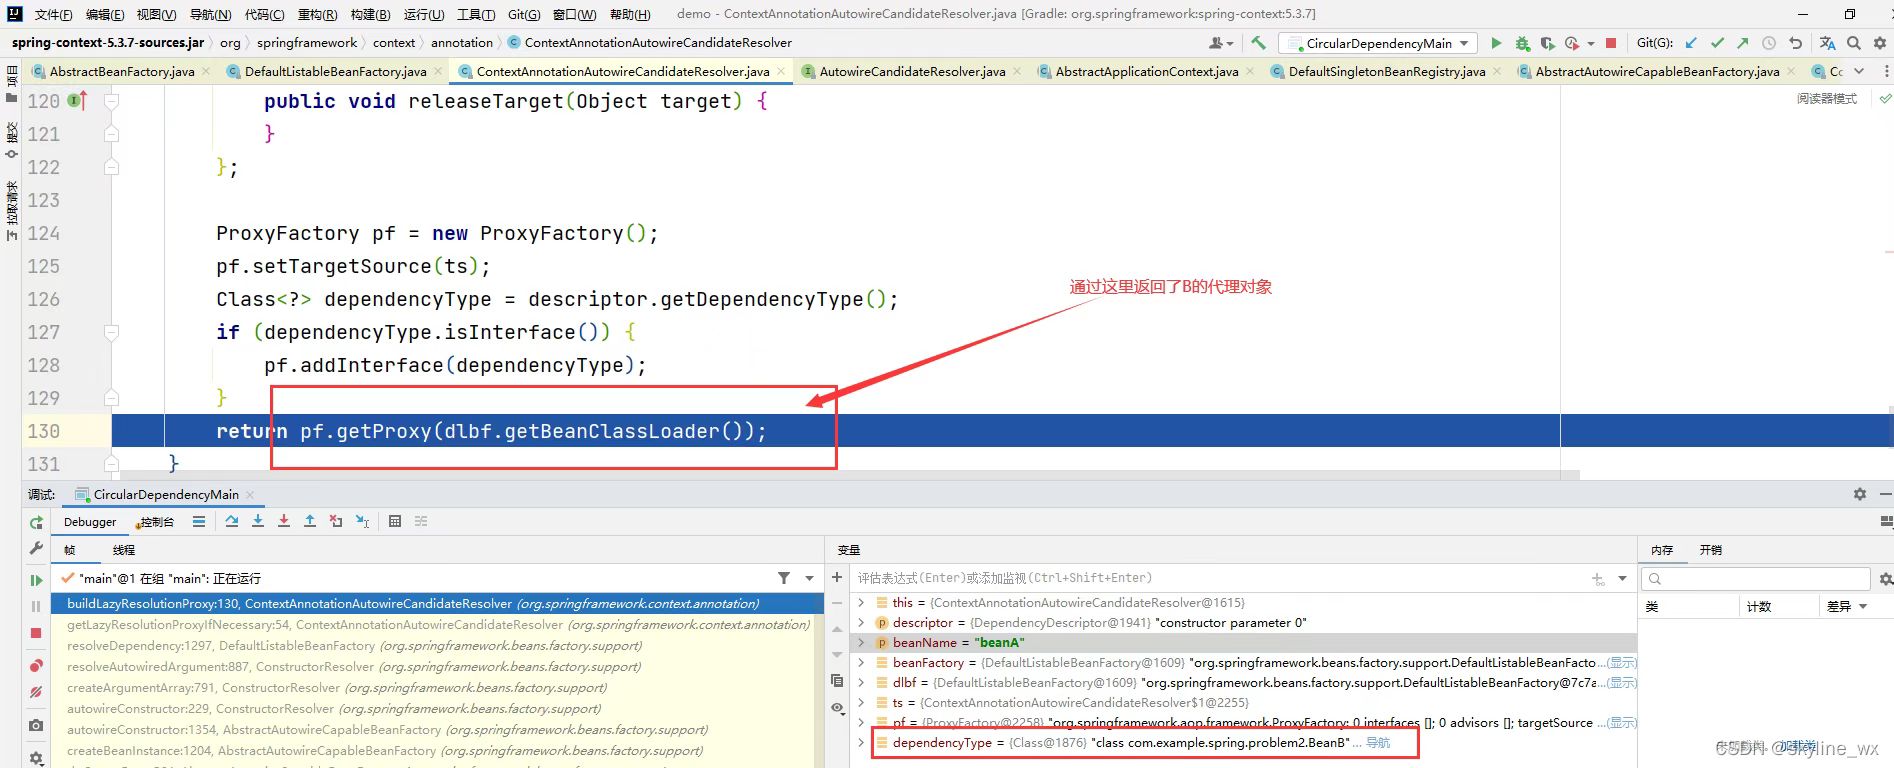 文件(F) 编辑(E) 视图(V) 导航(N) 代码(C) 重构(R) 构建(B) 运行(U) 工具(T) Git(G) 窗口(W) 帮助(H) demo - ContextAnnotationAutowireCandidateResolver.java [Gradle: org.springframework:spring-context:5.3.7]
spring-context-5.3.7-sources.jar org springframework context annotation ContextAnnotationAutowireCandidateResolver CircularDependencyMain Git(G):
AbstractBeanFactory.java DefaultListableBeanFactory.java ContextAnnotationAutowireCandidateResolver.java AutowireCandidateResolver.java AbstractApplicationContext.java DefaultSingletonBeanRegistry.java AbstractAutowireCapableBeanFactory.java Cc
项目
提交
拉取请求
阅读器模式
120 public void releaseTarget(Object target) {
121 }
122 };
123
124 ProxyFactory pf = new ProxyFactory();
125 pf.setTargetSource(ts);
126 Class<?> dependencyType = descriptor.getDependencyType();
127 if (dependencyType.isInterface()) {
128 pf.addInterface(dependencyType);
129 }
130 return pf.getProxy(dlbf.getBeanClassLoader());
131 }
通过这里返回了B的代理对象
调试: CircularDependencyMain
Debugger 控制台
帧 线程
"main"@1 在组 "main": 正在运行
buildLazyResolutionProxy:130, ContextAnnotationAutowireCandidateResolver (org.springframework.context.annotation)
getLazyResolutionProxyIfNecessary:54, ContextAnnotationAutowireCandidateResolver (org.springframework.context.annotation)
resolveDependency:1297, DefaultListableBeanFactory (org.springframework.beans.factory.support)
resolveAutowiredArgument:887, ConstructorResolver (org.springframework.beans.factory.support)
createArgumentArray:791, ConstructorResolver (org.springframework.beans.factory.support)
autowireConstructor:229, ConstructorResolver (org.springframework.beans.factory.support)
autowireConstructor:1354, AbstractAutowireCapableBeanFactory (org.springframework.beans.factory.support)
createBeanInstance:1204, AbstractAutowireCapableBeanFactory (org.springframework.beans.factory.support)
变量
评估表达式(Enter)或添加监视(Ctrl+Shift+Enter)
this = {ContextAnnotationAutowireCandidateResolver@1615}
descriptor = {DependencyDescriptor@1941} "constructor parameter 0"
beanName = "beanA"
beanFactory = {DefaultListableBeanFactory@1609} "org.springframework.beans.factory.support.DefaultListableBeanFacto...(显示)
dlbf = {DefaultListableBeanFactory@1609} "org.springframework.beans.factory.support.DefaultListableBeanFactory@7c7a...(显示)
ts = {ContextAnnotationAutowireCandidateResolver$1@2255}
pf = {ProxyFactory@2258} "org.springframework.aop.framework.ProxyFactory: 0 interfaces []; 0 advisors []; targetSource ...(显示)
dependencyType = {Class@1876} "class com.example.spring.problem2.BeanB"... 导航
内存 开销
类 计数 差异
CSDN @skyline_wx